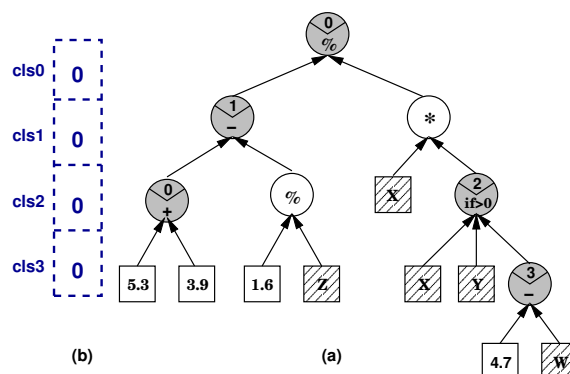 0
%
cls0 0
1
−
*
cls1 0
0
+
%
X
2
if>0
cls2 0
cls3 0
5.3 3.9 1.6 Z X Y
3
−
4.7 W
(b) (a)